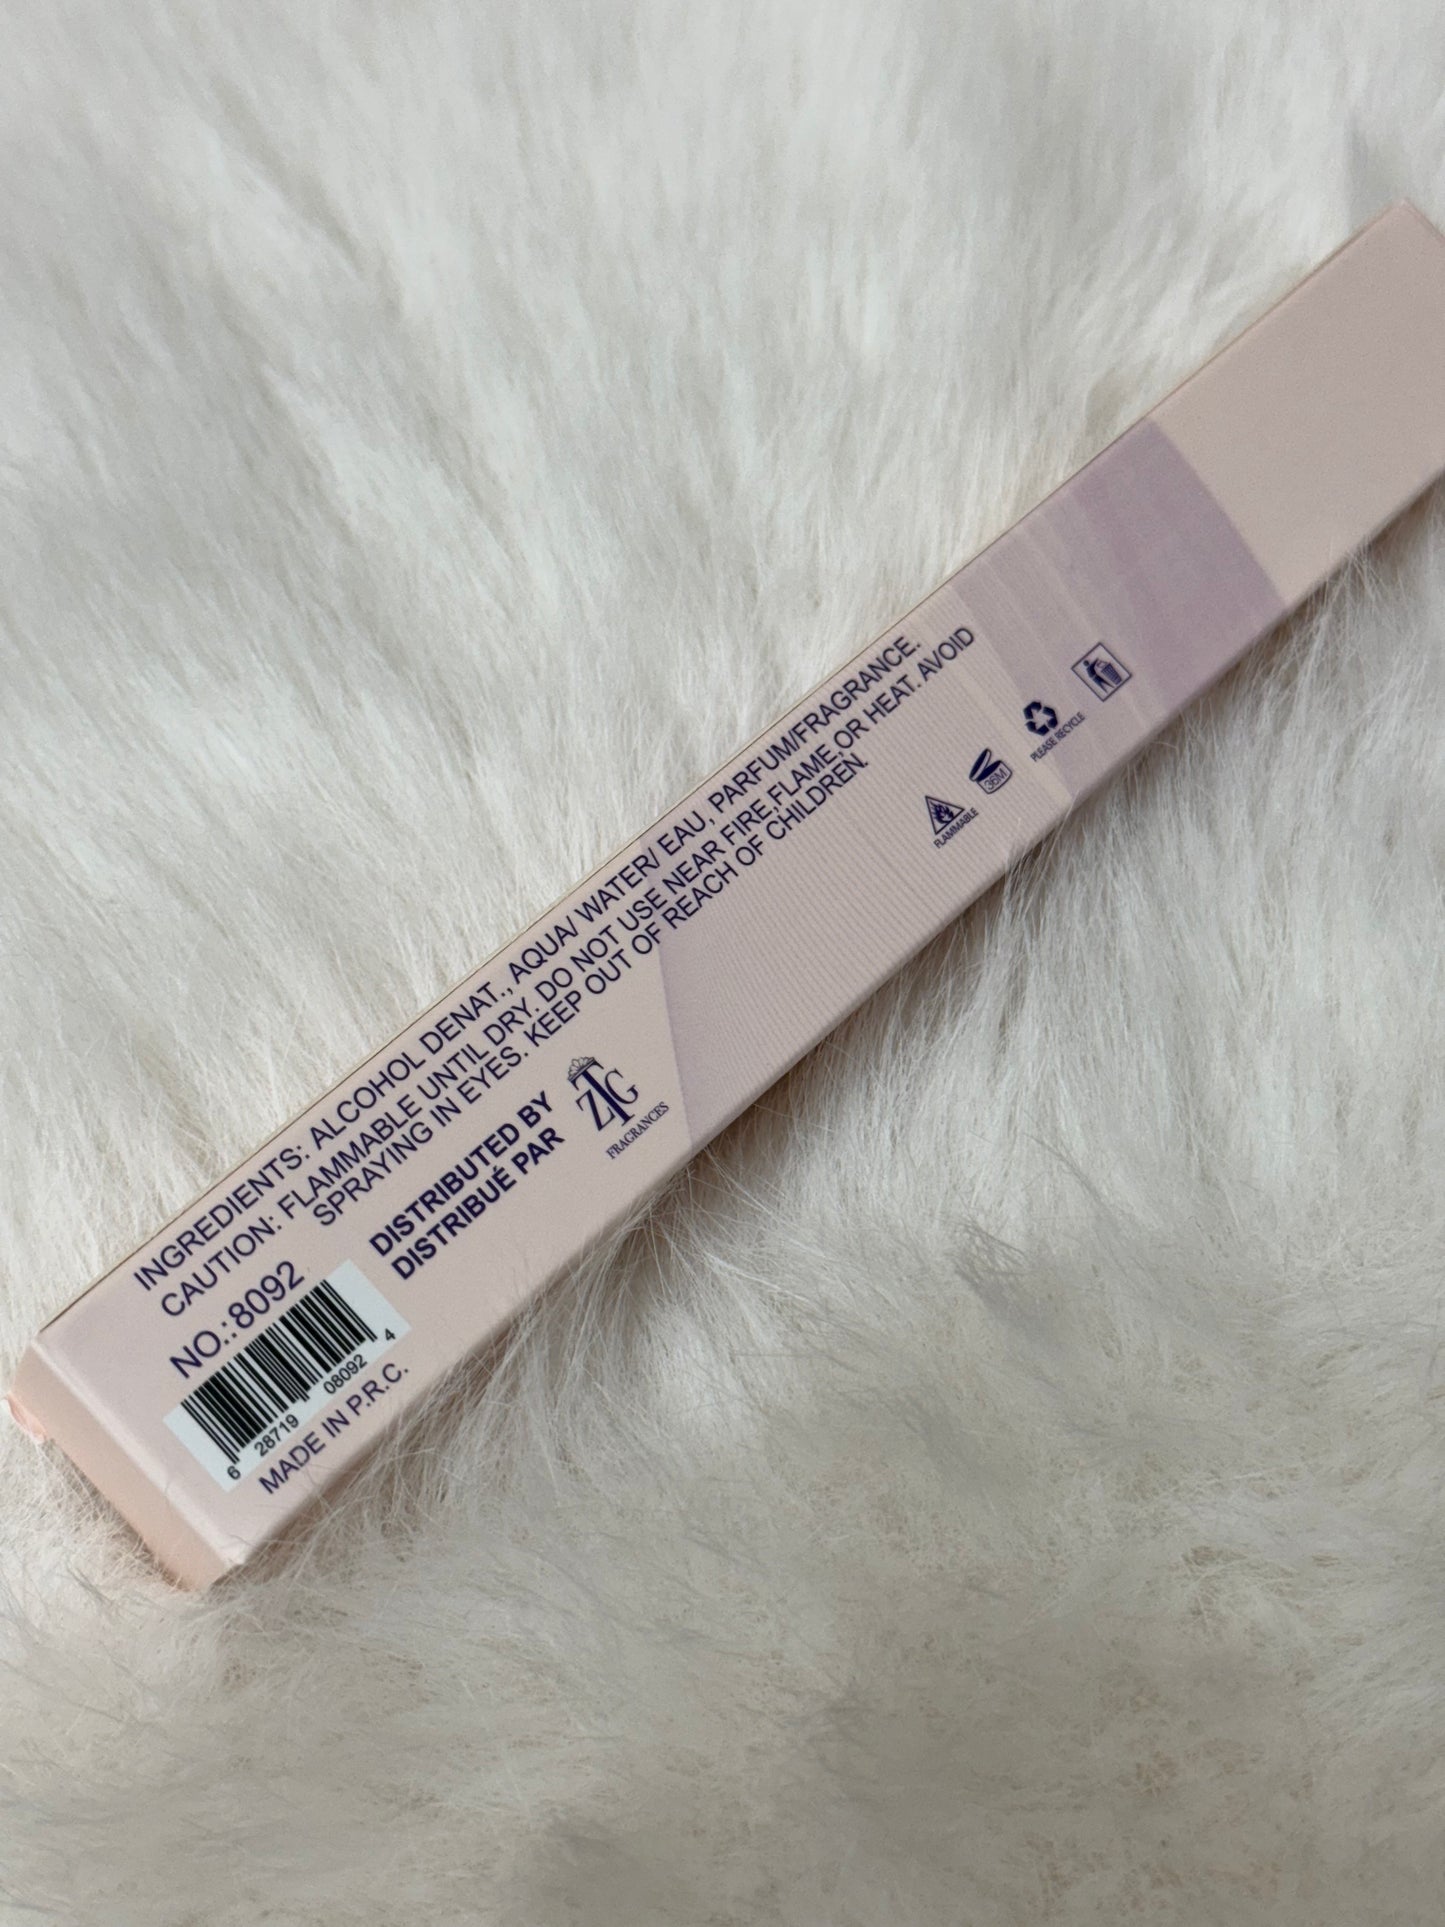 INGREDIENTS: ALCOHOL DENAT., AQUA/ WATER/ EAU, PARFUM/FRAGRANCE.
CAUTION: FLAMMABLE UNTIL DRY. DO NOT USE NEAR FIRE,FLAME,OR HEAT. AVOID
SPRAYING IN EYES. KEEP OUT OF REACH OF CHILDREN.
NO.:8092
6 28719 08092 4
MADE IN P.R.C.
DISTRIBUTED BY
DISTRIBUÉ PAR
ZTG
FRAGRANCES
FLAMMABLE
36M
PLEASE RECYCLE